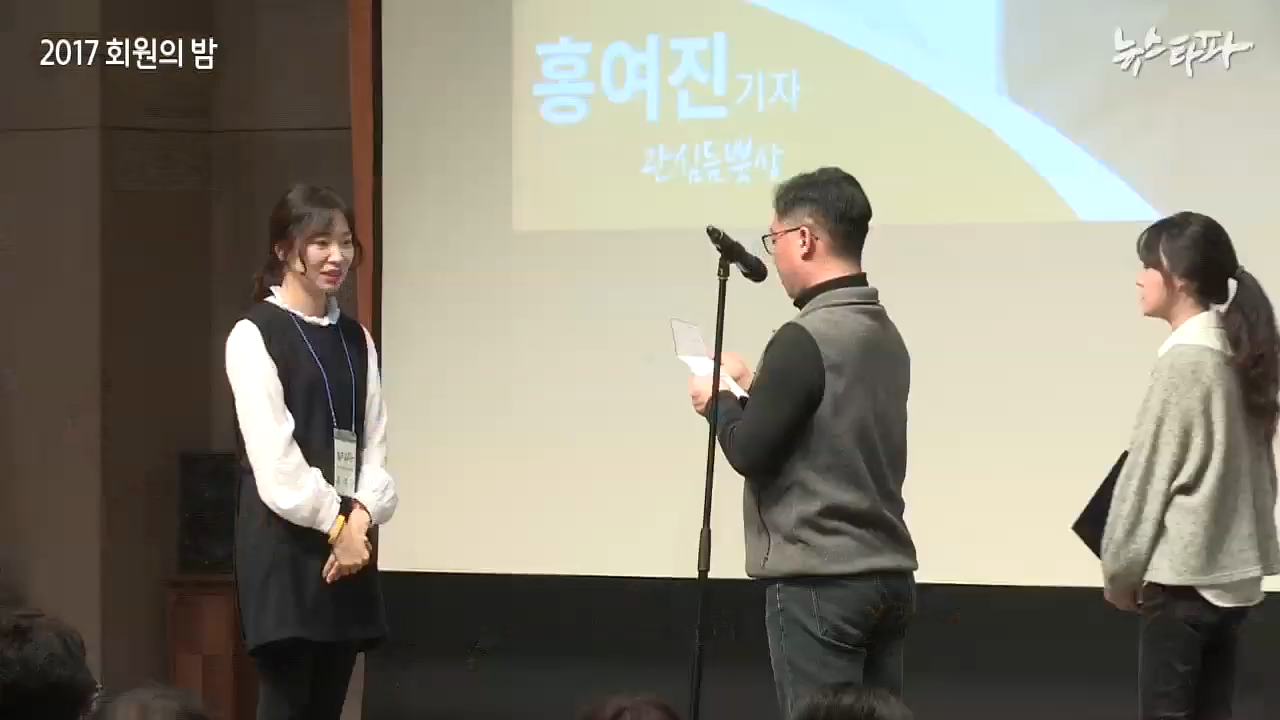 2017 회원의 밤
뉴스타파
홍여진 기자
관심듬뿍상